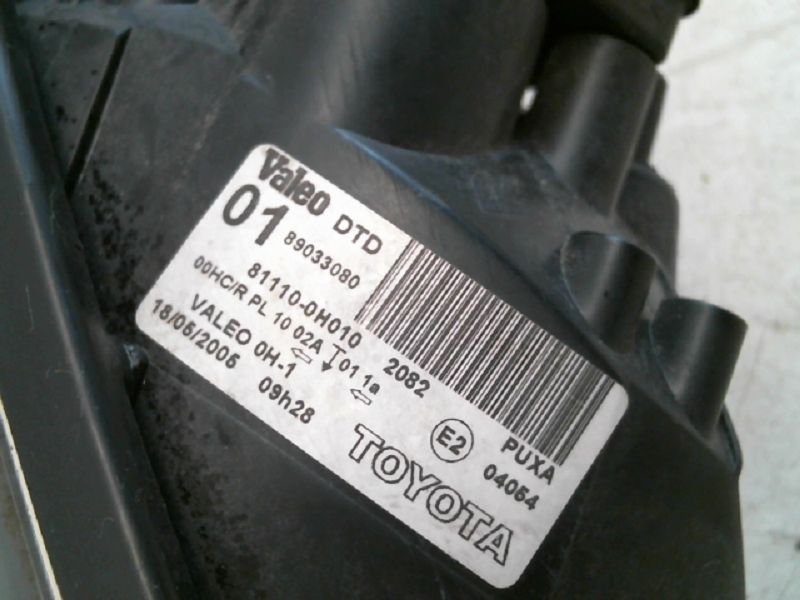 Valeo DTD
01 89033080
81110-0H010 2082 PUXA
00HC/R PL 10 02A 01 1a E2 04064
VALEO 0H-1
18/05/2005 09h28 TOYOTA